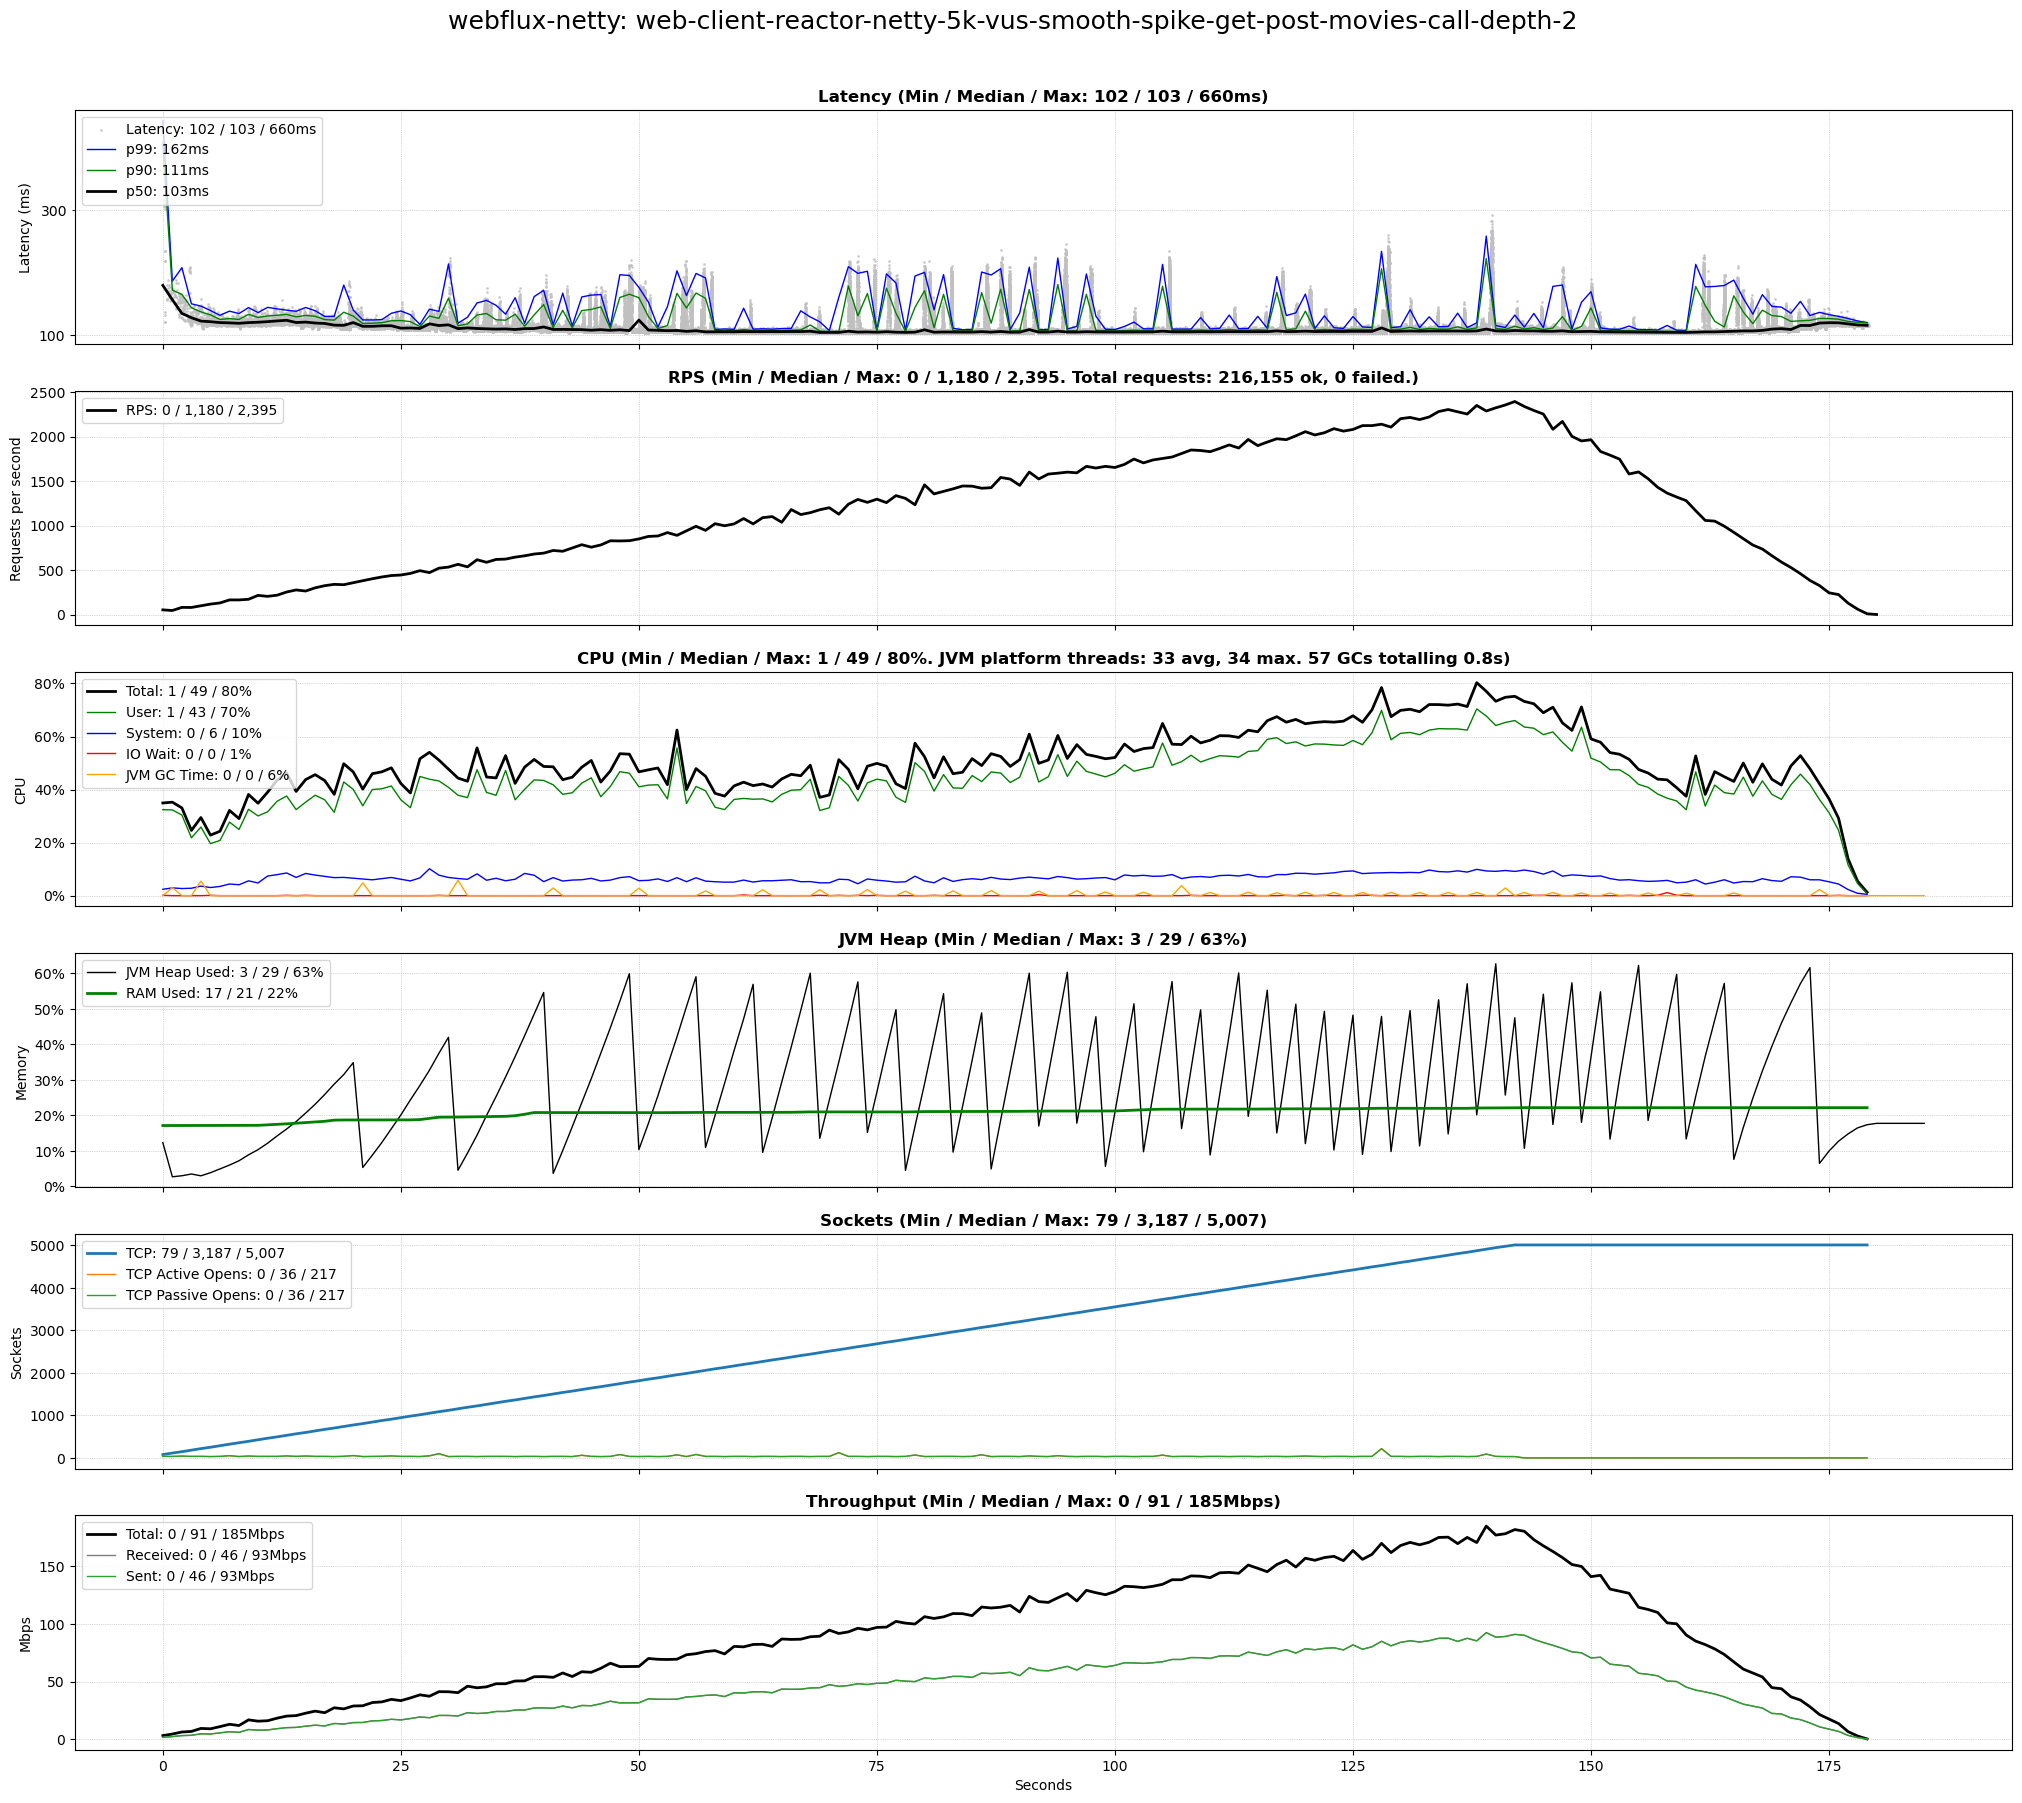 webflux-netty: web-client-reactor-netty-5k-vus-smooth-spike-get-post-movies-call-depth-2
Latency (Min / Median / Max: 102 / 103 / 660ms)
Latency: 102 / 103 / 660ms
p99: 162ms
p90: 111ms
p50: 103ms
Latency (ms)
300
100
RPS (Min / Median / Max: 0 / 1,180 / 2,395. Total requests: 216,155 ok, 0 failed.)
RPS: 0 / 1,180 / 2,395
Requests per second
2500
2000
1500
1000
500
0
CPU (Min / Median / Max: 1 / 49 / 80%. JVM platform threads: 33 avg, 34 max. 57 GCs totalling 0.8s)
Total: 1 / 49 / 80%
User: 1 / 43 / 70%
System: 0 / 6 / 10%
IO Wait: 0 / 0 / 1%
JVM GC Time: 0 / 0 / 6%
CPU
80%
60%
40%
20%
0%
JVM Heap (Min / Median / Max: 3 / 29 / 63%)
JVM Heap Used: 3 / 29 / 63%
RAM Used: 17 / 21 / 22%
Memory
60%
50%
40%
30%
20%
10%
0%
Sockets (Min / Median / Max: 79 / 3,187 / 5,007)
TCP: 79 / 3,187 / 5,007
TCP Active Opens: 0 / 36 / 217
TCP Passive Opens: 0 / 36 / 217
Sockets
5000
4000
3000
2000
1000
0
Throughput (Min / Median / Max: 0 / 91 / 185Mbps)
Total: 0 / 91 / 185Mbps
Received: 0 / 46 / 93Mbps
Sent: 0 / 46 / 93Mbps
Mbps
150
100
50
0
0 25 50 75 100 125 150 175
Seconds